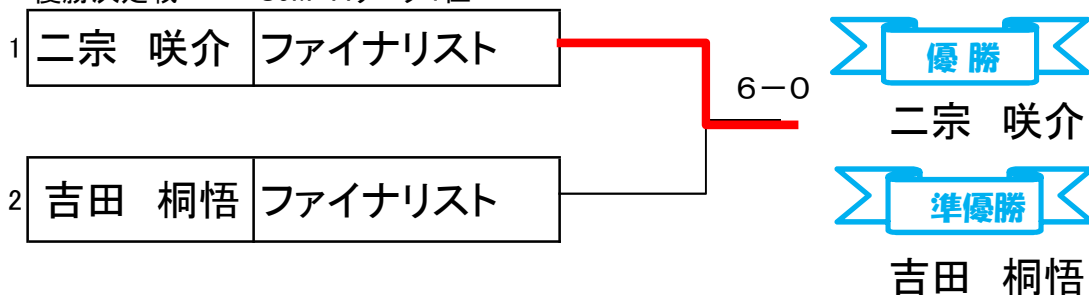 1 二宗 咲介 ファイナリスト
6－0
2 吉田 桐悟 ファイナリスト
優勝
二宗 咲介
準優勝
吉田 桐悟